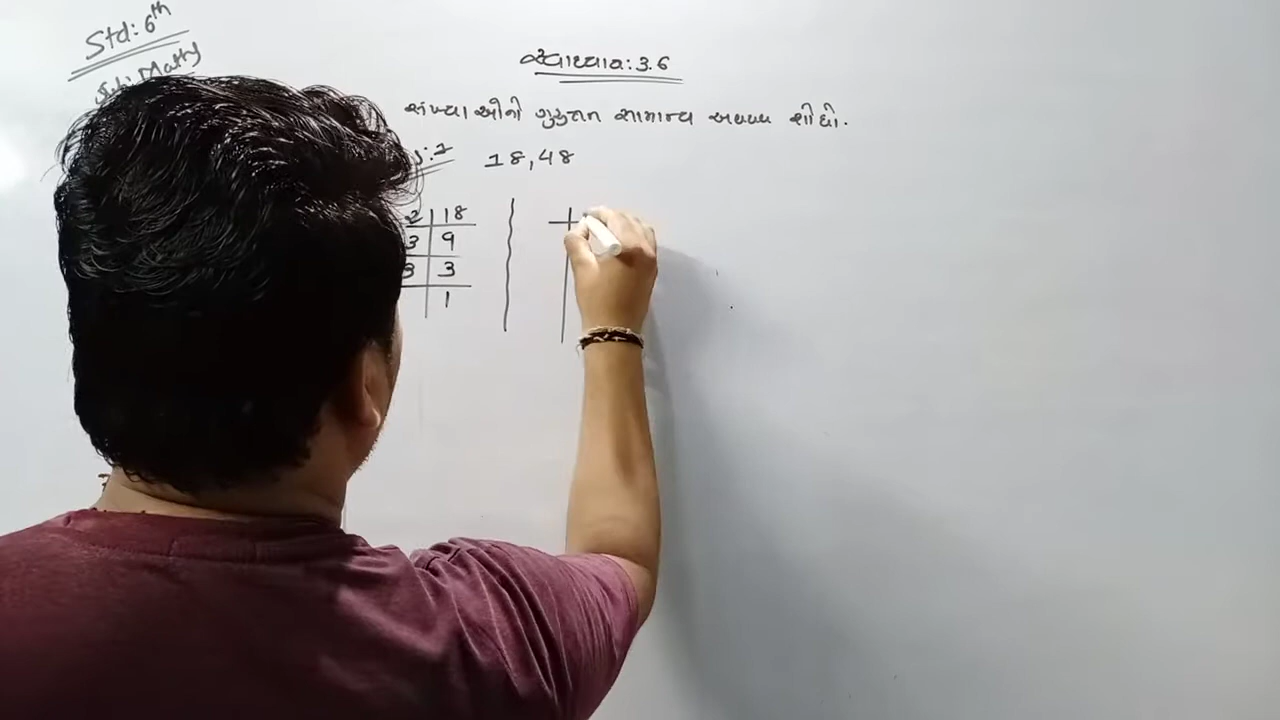 Std: 6th
Sub: Maths
સ્વાધ્યાય: 3.6
સંખ્યાઓનો ગુરુત્તમ સામાન્ય અવયવ શોધો.
18, 48
2 | 18
3 | 9
3 | 3
1